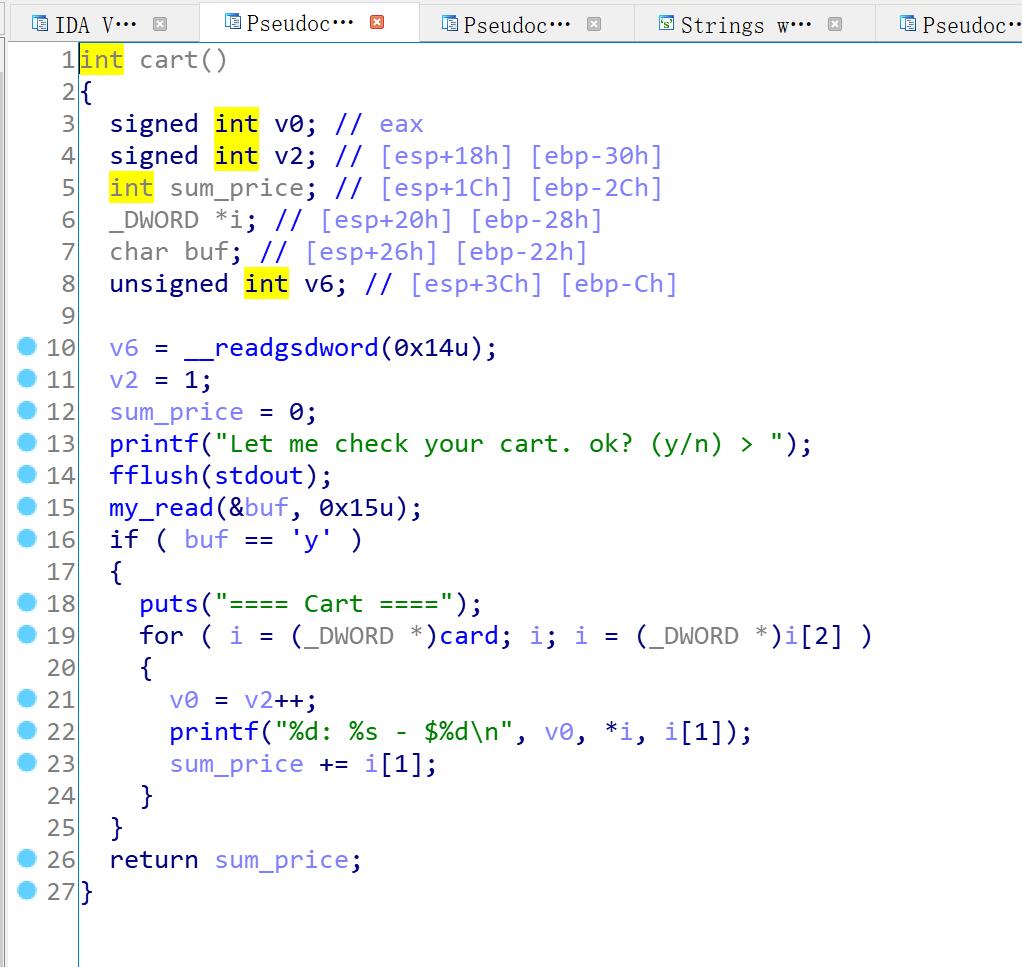 IDA V··· Pseudoc··· Pseudoc··· Strings w··· Pseudoc··
1 int cart()
2 {
3 signed int v0; // eax
4 signed int v2; // [esp+18h] [ebp-30h]
5 int sum_price; // [esp+1Ch] [ebp-2Ch]
6 _DWORD *i; // [esp+20h] [ebp-28h]
7 char buf; // [esp+26h] [ebp-22h]
8 unsigned int v6; // [esp+3Ch] [ebp-Ch]
9
10 v6 = __readgsdword(0x14u);
11 v2 = 1;
12 sum_price = 0;
13 printf("Let me check your cart. ok? (y/n) > ");
14 fflush(stdout);
15 my_read(&buf, 0x15u);
16 if ( buf == 'y' )
17 {
18 puts("==== Cart ====");
19 for ( i = (_DWORD *)card; i; i = (_DWORD *)i[2] )
20 {
21 v0 = v2++;
22 printf("%d: %s - $%d\n", v0, *i, i[1]);
23 sum_price += i[1];
24 }
25 }
26 return sum_price;
27 }